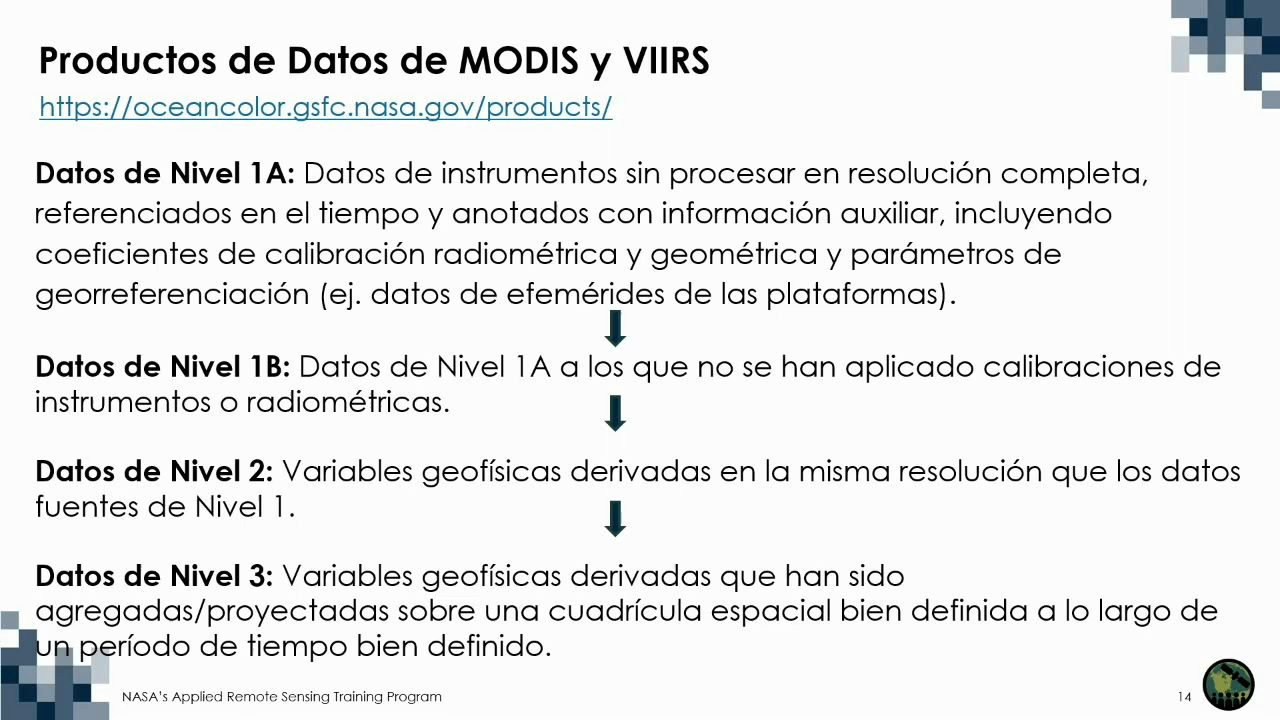 Productos de Datos de MODIS y VIIRS
https://oceancolor.gsfc.nasa.gov/products/
Datos de Nivel 1A: Datos de instrumentos sin procesar en resolución completa,
referenciados en el tiempo y anotados con información auxiliar, incluyendo
coeficientes de calibración radiométrica y geométrica y parámetros de
georreferenciación (ej. datos de efemérides de las plataformas).
Datos de Nivel 1B: Datos de Nivel 1A a los que no se han aplicado calibraciones de
instrumentos o radiométricas.
Datos de Nivel 2: Variables geofísicas derivadas en la misma resolución que los datos
fuentes de Nivel 1.
Datos de Nivel 3: Variables geofísicas derivadas que han sido
agregadas/proyectadas sobre una cuadrícula espacial bien definida a lo largo de
un período de tiempo bien definido.
NASA's Applied Remote Sensing Training Program
14